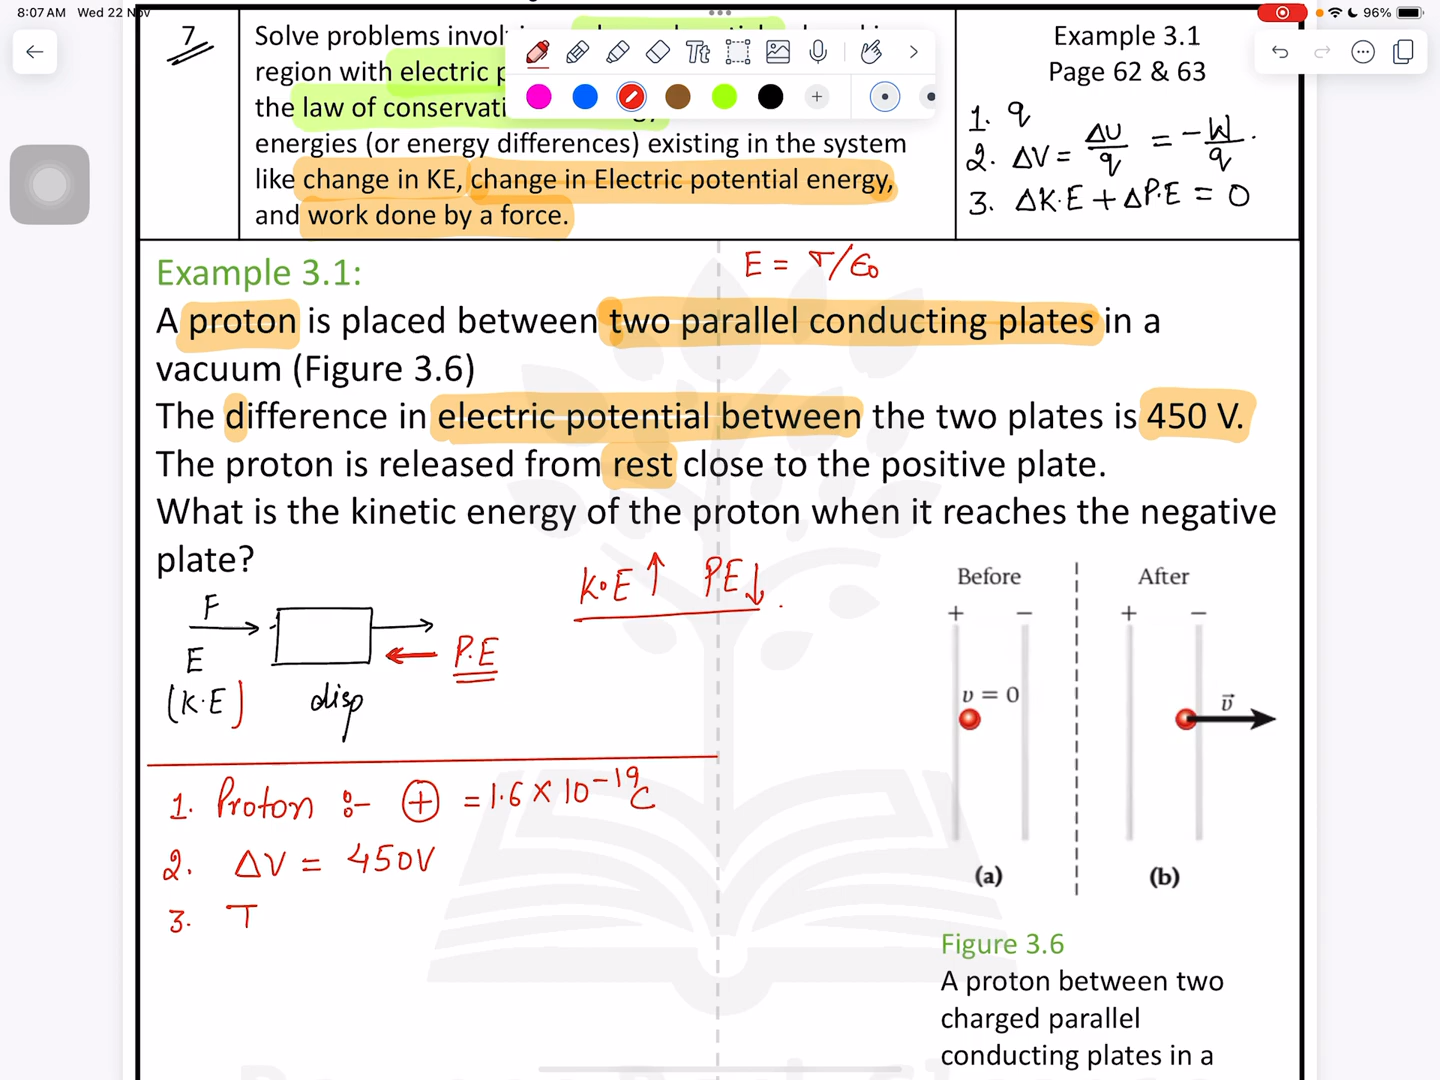 8:07 AM Wed 22 Nov
96%
7
Solve problems invol
region with electric p
the law of conservati
energies (or energy differences) existing in the system
like change in KE, change in Electric potential energy,
and work done by a force.
Tt
Example 3.1
Page 62 & 63
1. q
2. ΔV = ΔU/q = -W/q.
3. ΔK.E + ΔP.E = 0
Example 3.1:
E = σ/ϵ0
A proton is placed between two parallel conducting plates in a
vacuum (Figure 3.6)
The difference in electric potential between the two plates is 450 V.
The proton is released from rest close to the positive plate.
What is the kinetic energy of the proton when it reaches the negative
plate?
K.E ↑ PE↓.
F
E
(K.E)
disp
P.E
1. Proton :- ⊕ = 1.6 × 10⁻¹⁹C
2. ΔV = 450V
3. T
Before
After
+ −
+ −
v = 0
v⃗
(a)
(b)
Figure 3.6
A proton between two
charged parallel
conducting plates in a